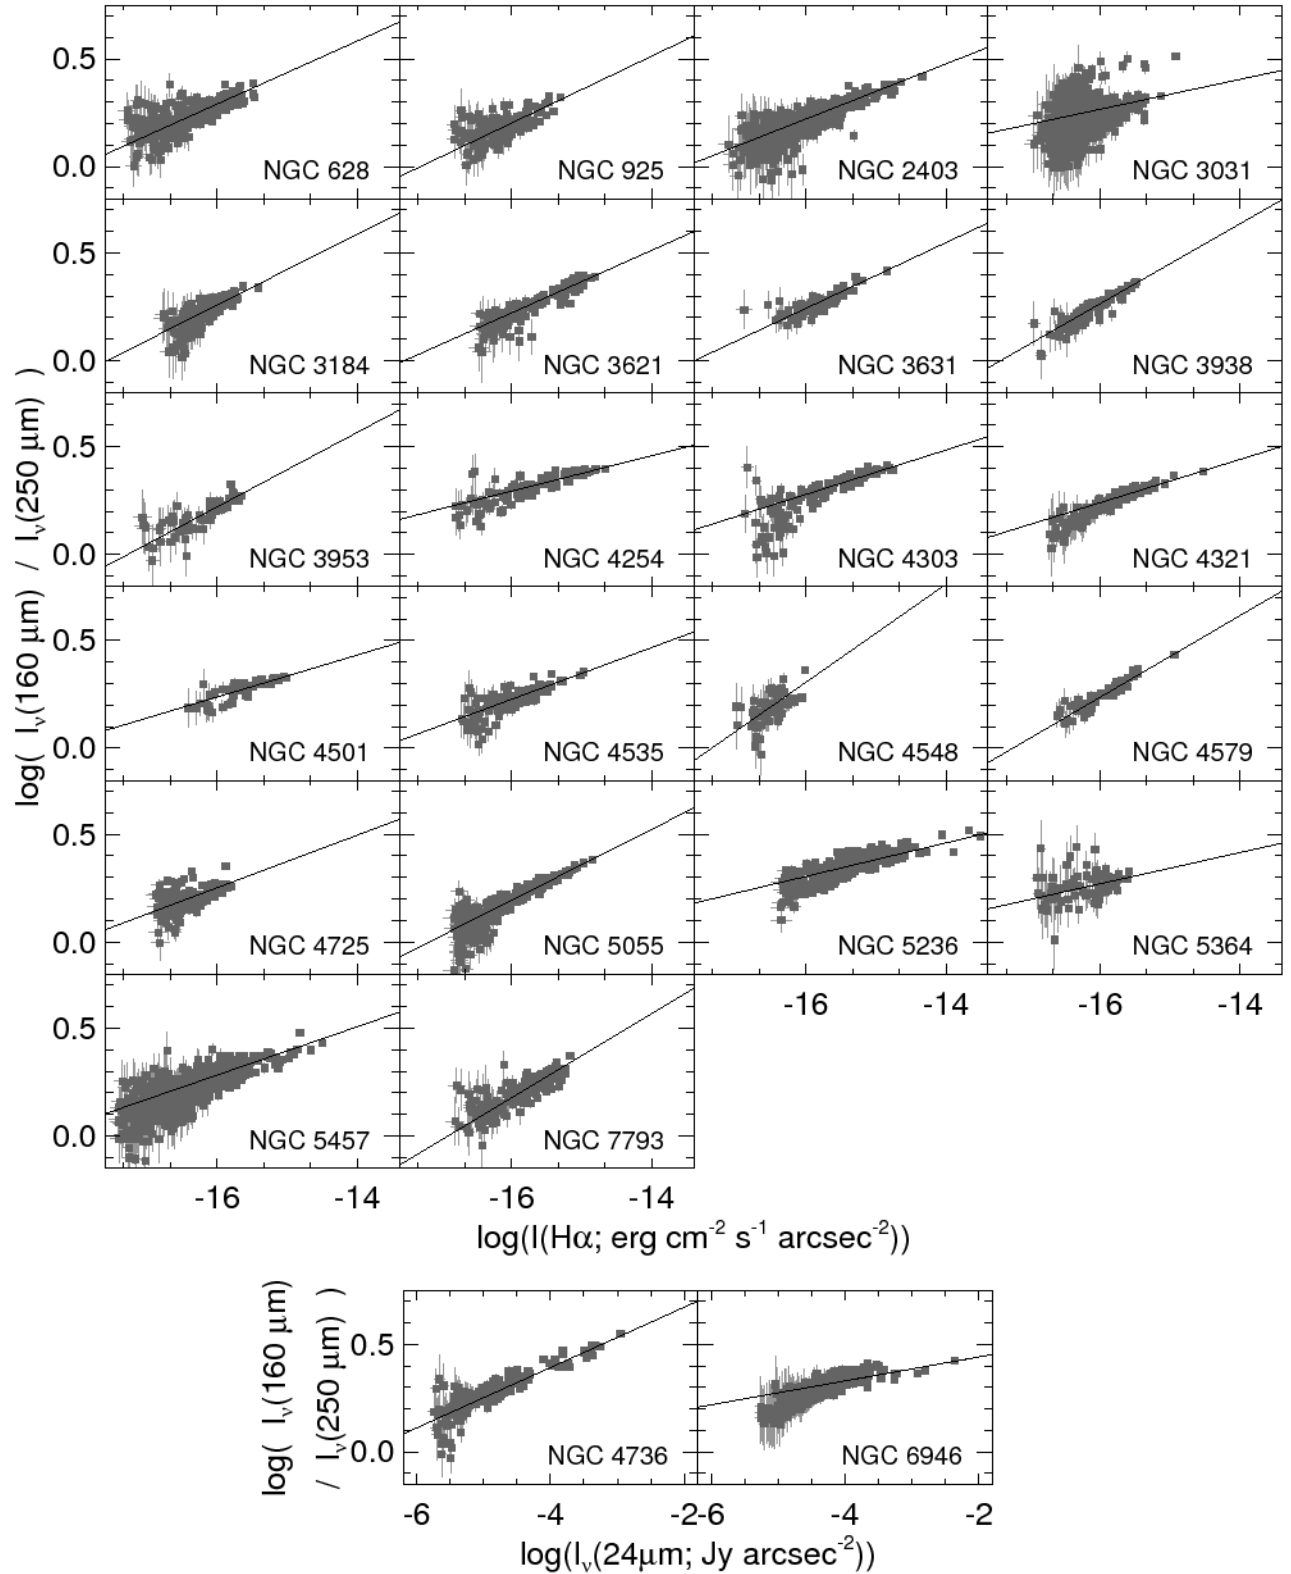 0.5
0.0
NGC 628
NGC 925
NGC 2403
NGC 3031
0.5
0.0
NGC 3184
NGC 3621
NGC 3631
NGC 3938
0.5
0.0
NGC 3953
NGC 4254
NGC 4303
NGC 4321
0.5
0.0
NGC 4501
NGC 4535
NGC 4548
NGC 4579
0.5
0.0
NGC 4725
NGC 5055
NGC 5236
NGC 5364
-16 -14 -16 -14
0.5
0.0
NGC 5457
NGC 7793
-16 -14 -16 -14
log( Iν(160 μm) / Iν(250 μm) )
log(I(Hα; erg cm⁻² s⁻¹ arcsec⁻²))
log( Iν(160 μm)
/ Iν(250 μm) )
0.5
0.0
NGC 4736
NGC 6946
-6 -4 -2-6 -4 -2
log(Iν(24μm; Jy arcsec⁻²))